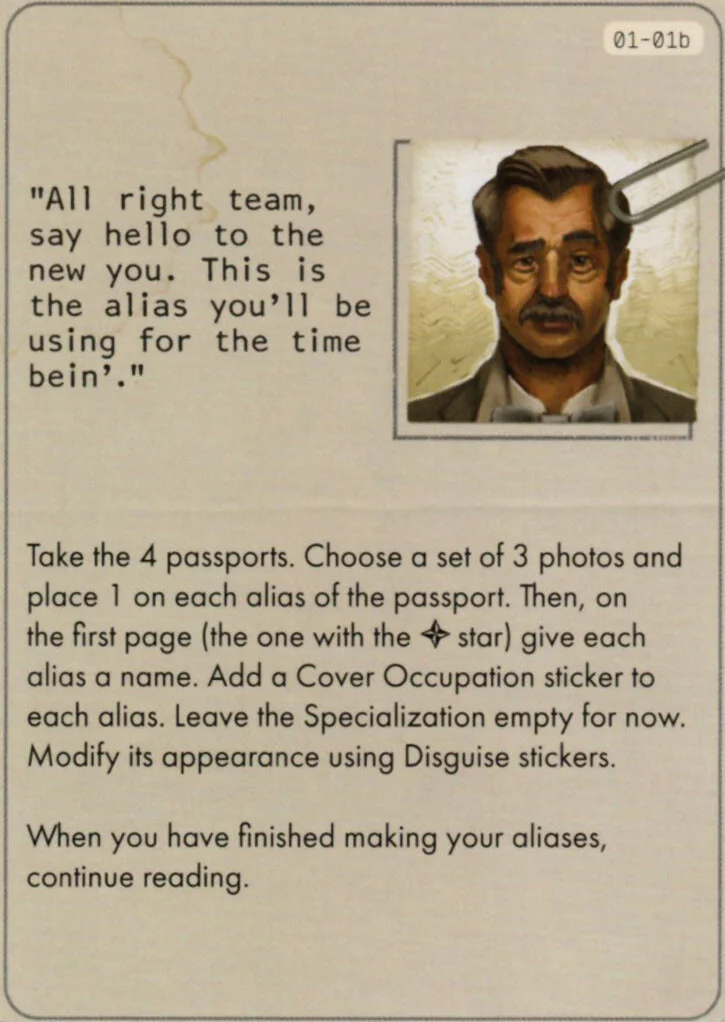 01-01b
"All right team,
say hello to the
new you. This is
the alias you'll be
using for the time
bein'."
Take the 4 passports. Choose a set of 3 photos and
place 1 on each alias of the passport. Then, on
the first page (the one with the ✦ star) give each
alias a name. Add a Cover Occupation sticker to
each alias. Leave the Specialization empty for now.
Modify its appearance using Disguise stickers.
When you have finished making your aliases,
continue reading.